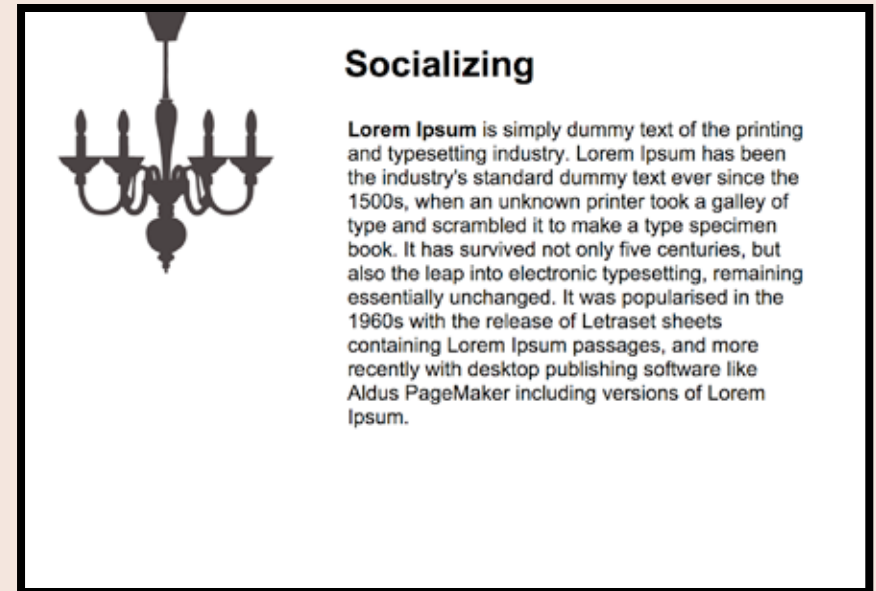 Socializing
Lorem Ipsum is simply dummy text of the printing
and typesetting industry. Lorem Ipsum has been
the industry's standard dummy text ever since the
1500s, when an unknown printer took a galley of
type and scrambled it to make a type specimen
book. It has survived not only five centuries, but
also the leap into electronic typesetting, remaining
essentially unchanged. It was popularised in the
1960s with the release of Letraset sheets
containing Lorem Ipsum passages, and more
recently with desktop publishing software like
Aldus PageMaker including versions of Lorem
Ipsum.